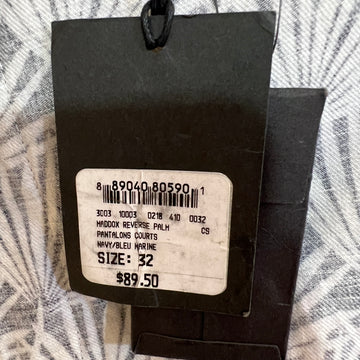 8 89040 80590 1
3003 10003 0218 410 0032
MADDOX REVERSE PALM CS
PANTALONS COURTS
NAVY/BLEU MARINE
SIZE: 32
$89.50